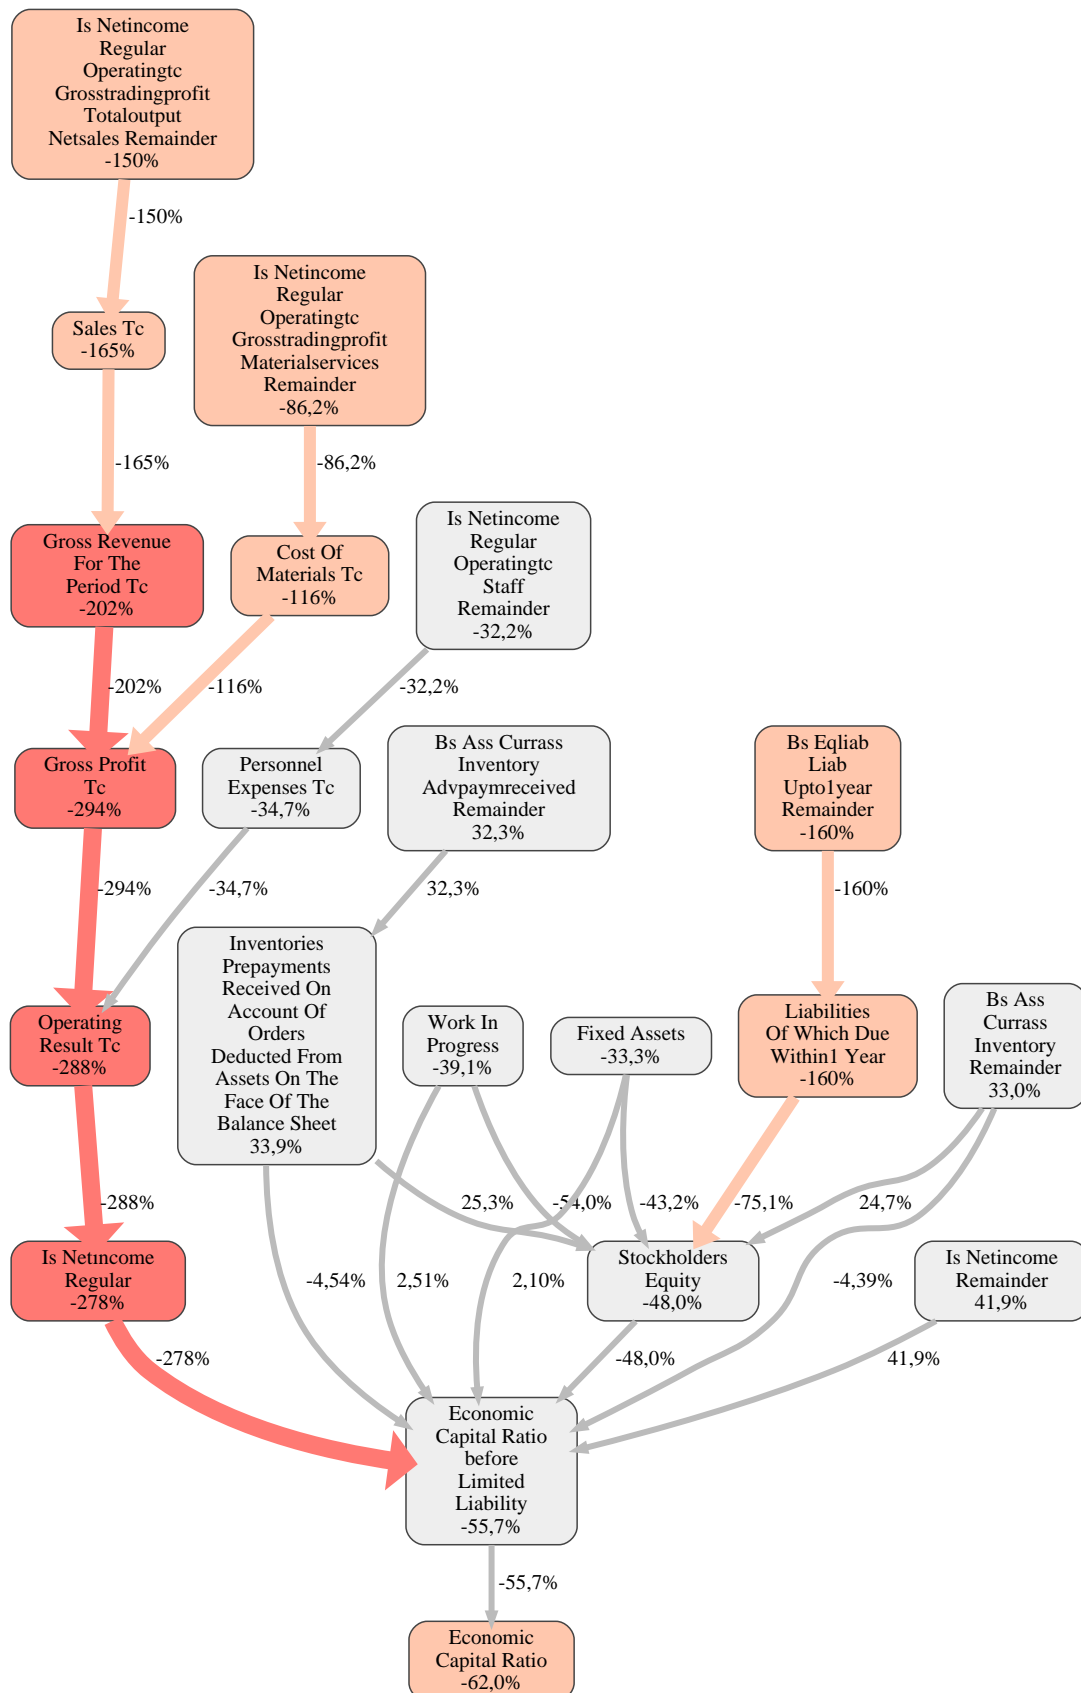 Is Netincome
Regular
Operatingtc
Grosstradingprofit
Totaloutput
Netsales Remainder
-150%
-150%
Sales Tc
-165%
Is Netincome
Regular
Operatingtc
Grosstradingprofit
Materialservices
Remainder
-86,2%
-165%
-86,2%
Gross Revenue
For The
Period Tc
-202%
Cost Of
Materials Tc
-116%
Is Netincome
Regular
Operatingtc
Staff
Remainder
-32,2%
-202%
-116%
-32,2%
Gross Profit
Tc
-294%
Personnel
Expenses Tc
-34,7%
Bs Ass Currass
Inventory
Advpaymreceived
Remainder
32,3%
Bs Eqliab
Liab
Upto1year
Remainder
-160%
-294%
-34,7%
32,3%
-160%
Inventories
Prepayments
Received On
Account Of
Orders
Deducted From
Assets On The
Face Of The
Balance Sheet
33,9%
Operating
Result Tc
-288%
Work In
Progress
-39,1%
Fixed Assets
-33,3%
Liabilities
Of Which Due
Within1 Year
-160%
Bs Ass
Currass
Inventory
Remainder
33,0%
-288%
25,3%
-54,0%
-43,2%
-75,1%
24,7%
Is Netincome
Regular
-278%
-4,54%
2,51%
2,10%
Stockholders
Equity
-48,0%
-4,39%
Is Netincome
Remainder
41,9%
-278%
-48,0%
41,9%
Economic
Capital Ratio
before
Limited
Liability
-55,7%
-55,7%
Economic
Capital Ratio
-62,0%